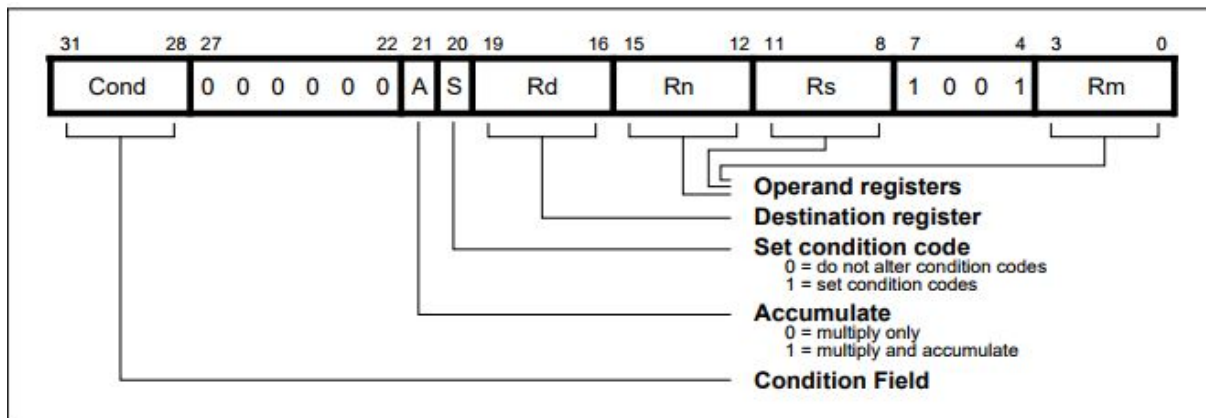 31 28 27 22 21 20 19 16 15 12 11 8 7 4 3 0
Cond 0 0 0 0 0 0 A S Rd Rn Rs 1 0 0 1 Rm
Operand registers
Destination register
Set condition code
0 = do not alter condition codes
1 = set condition codes
Accumulate
0 = multiply only
1 = multiply and accumulate
Condition Field